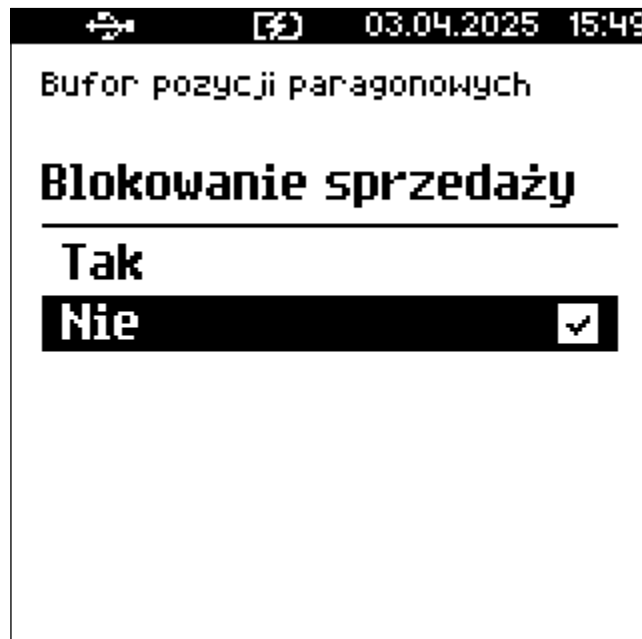 03.04.2025 15:49
Bufor pozycji paragonowych
Blokowanie sprzedaży
Tak
Nie